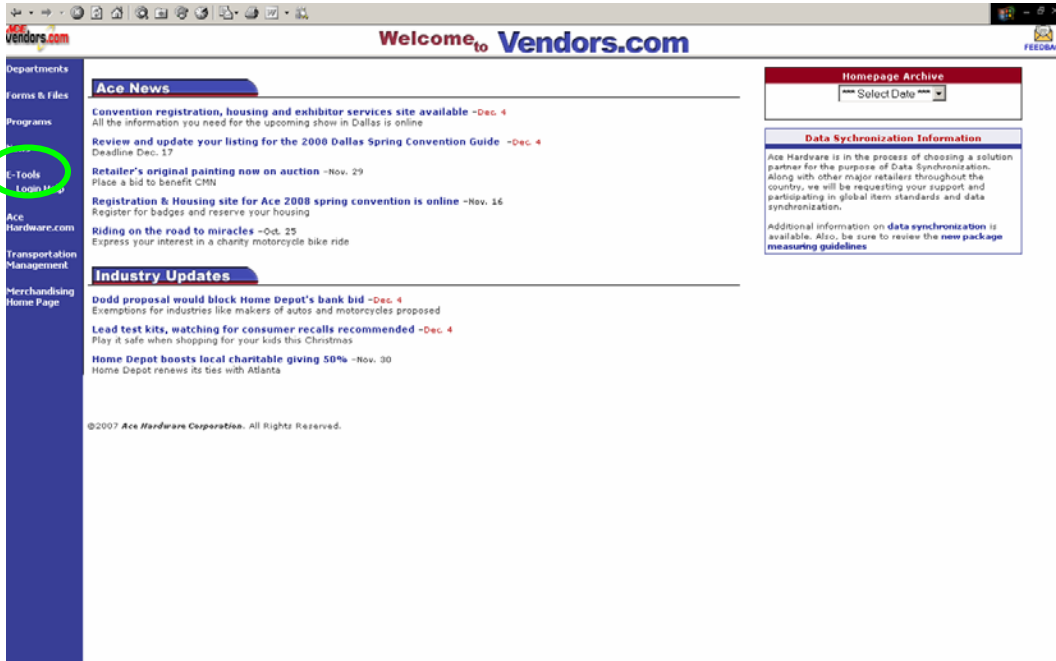 ACE
Vendors.com
Welcome to Vendors.com
FEEDBA
Departments
Forms & Files
Programs
E-Tools
Login Help
Ace
Hardware.com
Transportation
Management
Merchandising
Home Page
Ace News
Convention registration, housing and exhibitor services site available -Dec. 4
All the information you need for the upcoming show in Dallas is online
Review and update your listing for the 2008 Dallas Spring Convention Guide -Dec. 4
Deadline Dec. 17
Retailer's original painting now on auction -Nov. 29
Place a bid to benefit CMN
Registration & Housing site for Ace 2008 spring convention is online -Nov. 16
Register for badges and reserve your housing
Riding on the road to miracles -Oct. 25
Express your interest in a charity motorcycle bike ride
Industry Updates
Dodd proposal would block Home Depot's bank bid -Dec. 4
Exemptions for industries like makers of autos and motorcycles proposed
Lead test kits, watching for consumer recalls recommended -Dec. 4
Play it safe when shopping for your kids this Christmas
Home Depot boosts local charitable giving 50% -Nov. 30
Home Depot renews its ties with Atlanta
©2007 Ace Hardware Corporation. All Rights Reserved.
Homepage Archive
*** Select Date ***
Data Sychronization Information
Ace Hardware is in the process of choosing a solution
partner for the purpose of Data Synchronization.
Along with other major retailers throughout the
country, we will be requesting your support and
participating in global item standards and data
synchronization.
Additional information on data synchronization is
available. Also, be sure to review the new package
measuring guidelines